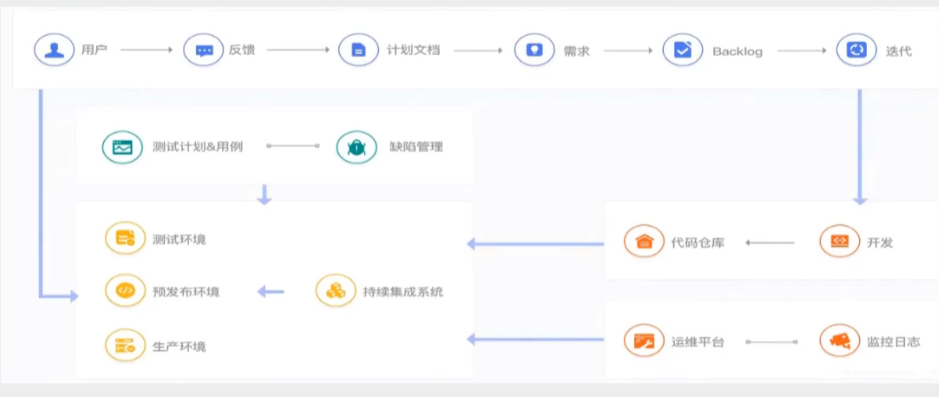 用户
反馈
计划文档
需求
Backlog
迭代
测试计划&用例
缺陷管理
测试环境
预发布环境
持续集成系统
生产环境
代码仓库
开发
运维平台
监控日志